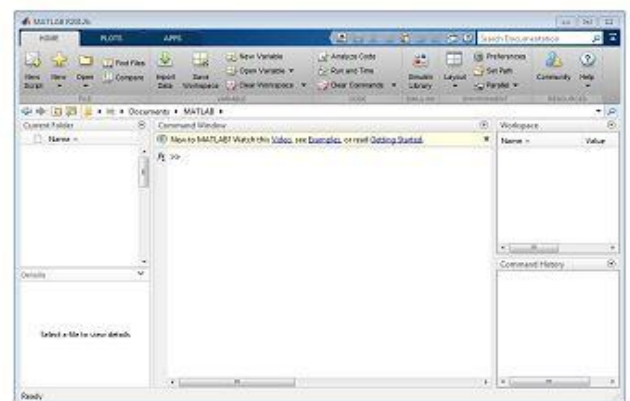 MATLAB R2012b
HOME PLOTS APPS
Search Documentation
New Script
New
Open
Find Files
Compare
Import Data
Save Workspace
New Variable
Open Variable
Clear Workspace
Analyze Code
Run and Time
Clear Commands
Simulink Library
Layout
Preferences
Set Path
Parallel
Community
Help
FILE VARIABLE CODE SIMULINK ENVIRONMENT RESOURCES
Documents MATLAB
Current Folder
Name
Details
Select a file to view details
Command Window
New to MATLAB? Watch this Video, see Examples, or read Getting Started.
fx >>
Workspace
Name Value
Command History
Ready